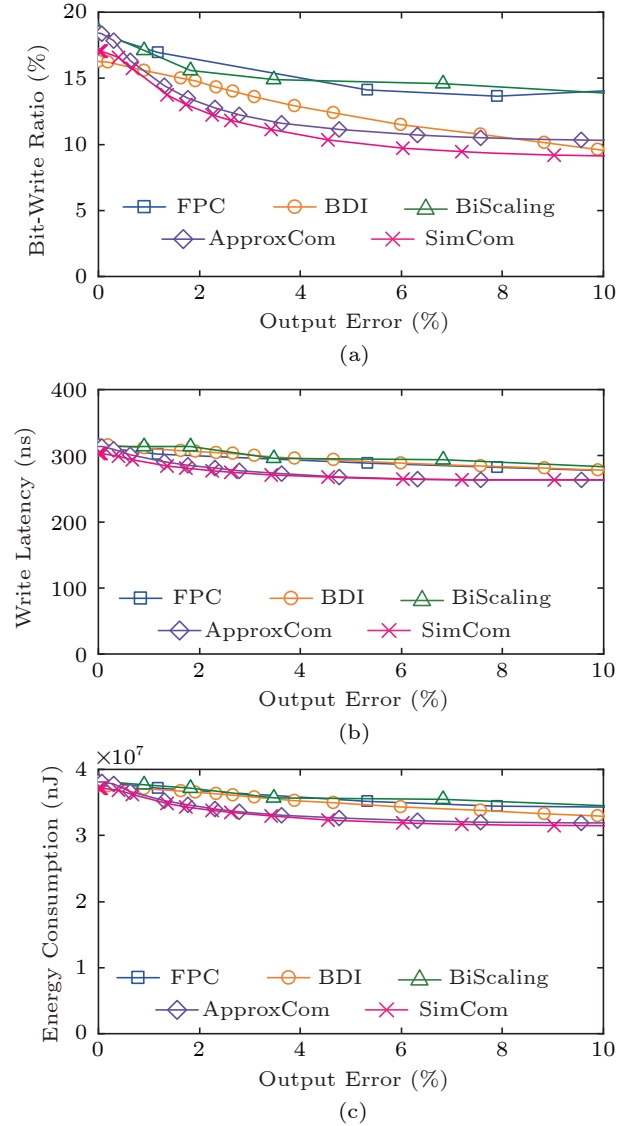 20
15
10
5
0
Bit-Write Ratio (%)
FPC BDI BiScaling
ApproxCom SimCom
0 2 4 6 8 10
Output Error (%)
(a)
400
300
200
100
0
Write Latency (ns)
FPC BDI BiScaling
ApproxCom SimCom
0 2 4 6 8 10
Output Error (%)
(b)
×10⁷
4
3
2
1
0
Energy Consumption (nJ)
FPC BDI BiScaling
ApproxCom SimCom
0 2 4 6 8 10
Output Error (%)
(c)